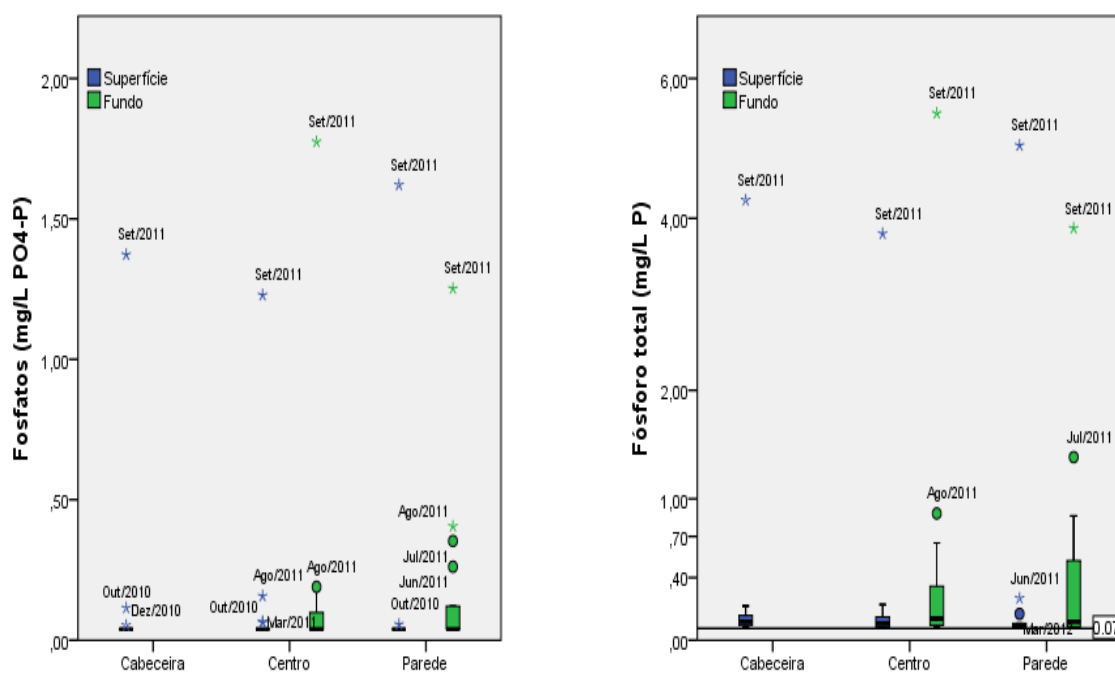 Fosfatos (mg/L PO4-P)
2,00
1,50
1,00
,50
,00
Superfície
Fundo
Set/2011
Set/2011
Set/2011
Set/2011
Set/2011
Ago/2011
Jul/2011
Jun/2011
Out/2010
Ago/2011
Ago/2011
Out/2010
Mar/2011
Out/2010
Dez/2010
Cabeceira
Centro
Parede
Fósforo total (mg/L P)
6,00
4,00
2,00
1,00
,70
,40
,00
Superfície
Fundo
Set/2011
Set/2011
Set/2011
Set/2011
Set/2011
Jul/2011
Ago/2011
Jun/2011
Mar/2012
0.07
Cabeceira
Centro
Parede